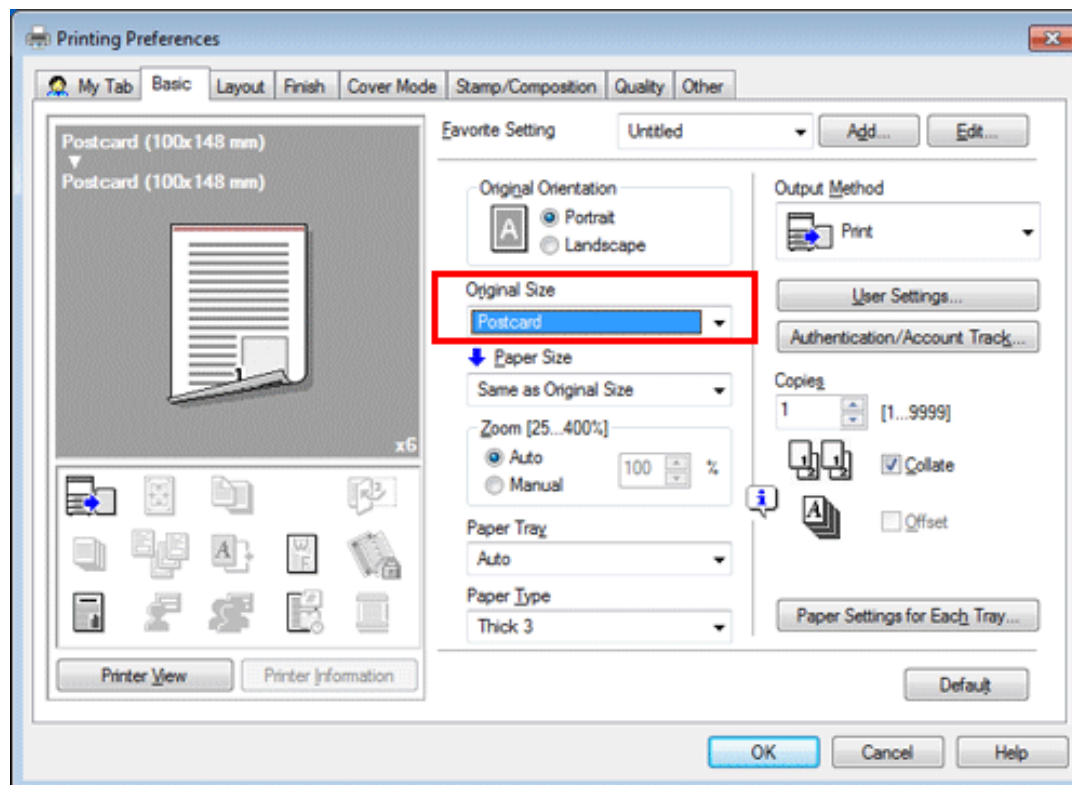 Printing Preferences
My Tab Basic Layout Finish Cover Mode Stamp/Composition Quality Other
Postcard (100x148 mm)
Postcard (100x148 mm)
1
x6
Printer View Printer Information
Favorite Setting Untitled Add... Edit...
Original Orientation
A
Portrait
Landscape
Original Size
Postcard
Paper Size
Same as Original Size
Zoom [25...400%]
Auto
Manual
100 %
Paper Tray
Auto
Paper Type
Thick 3
Output Method
Print
User Settings...
Authentication/Account Track...
Copies
1 [1...9999]
Collate
Offset
Paper Settings for Each Tray...
Default
OK Cancel Help